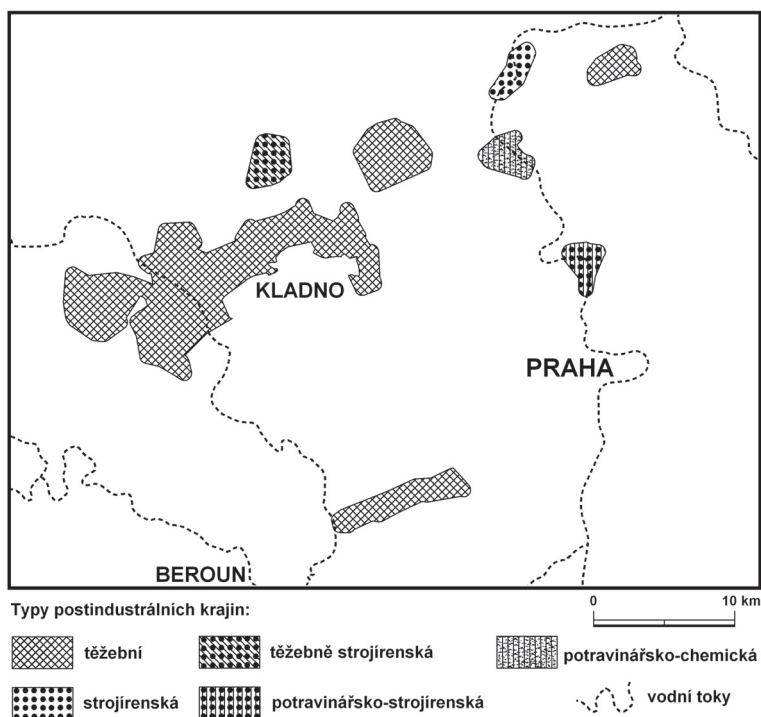 KLADNO
PRAHA
BEROUN
Typy postindustrálních krajin:
0 10 km
těžební
těžebně strojírenská
potravinářsko-chemická
strojírenská
potravinářsko-strojírenská
vodní toky